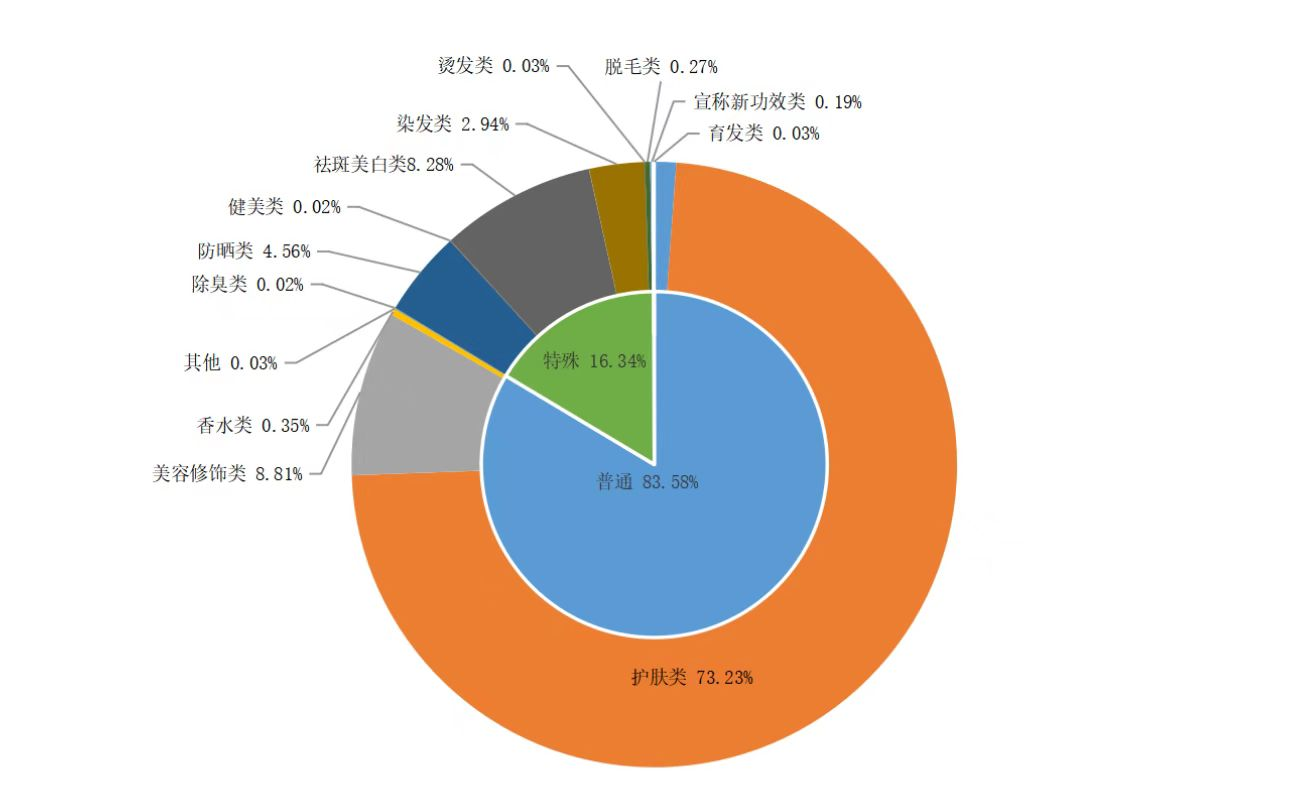 烫发类 0.03%
脱毛类 0.27%
宣称新功效类 0.19%
染发类 2.94%
育发类 0.03%
祛斑美白类8.28%
健美类 0.02%
防晒类 4.56%
除臭类 0.02%
特殊 16.34%
其他 0.03%
香水类 0.35%
美容修饰类 8.81%
普通 83.58%
护肤类 73.23%